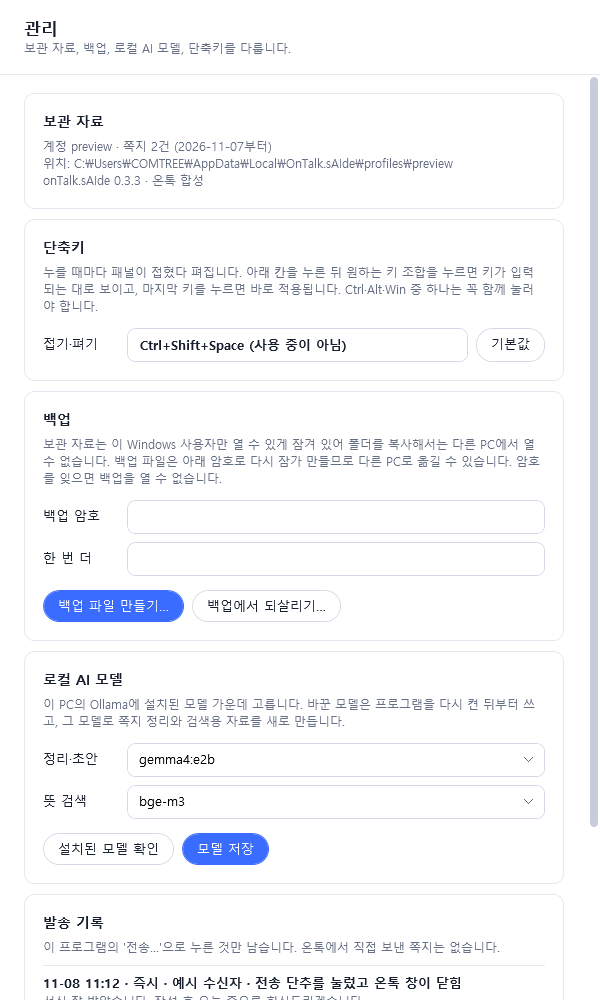 관리
보관 자료, 백업, 로컬 AI 모델, 단축키를 다룹니다.
보관 자료
계정 preview · 쪽지 2건 (2026-11-07부터)
위치: C:₩Users₩COMTREE₩AppData₩Local₩OnTalk.sAIde₩profiles₩preview
onTalk.sAIde 0.3.3 · 온톡 합성
단축키
누를 때마다 패널이 접혔다 펴집니다. 아래 칸을 누른 뒤 원하는 키 조합을 누르면 키가 입력
되는 대로 보이고, 마지막 키를 누르면 바로 적용됩니다. Ctrl·Alt·Win 중 하나는 꼭 함께 눌러
야 합니다.
접기·펴기
Ctrl+Shift+Space (사용 중이 아님)
기본값
백업
보관 자료는 이 Windows 사용자만 열 수 있게 잠겨 있어 폴더를 복사해서는 다른 PC에서 열
수 없습니다. 백업 파일은 아래 암호로 다시 잠가 만들므로 다른 PC로 옮길 수 있습니다. 암호
를 잊으면 백업을 열 수 없습니다.
백업 암호
한 번 더
백업 파일 만들기...
백업에서 되살리기...
로컬 AI 모델
이 PC의 Ollama에 설치된 모델 가운데 고릅니다. 바꾼 모델은 프로그램을 다시 켠 뒤부터 쓰
고, 그 모델로 쪽지 정리와 검색용 자료를 새로 만듭니다.
정리·초안
gemma4:e2b
뜻 검색
bge-m3
설치된 모델 확인
모델 저장
발송 기록
이 프로그램의 '전송...'으로 누른 것만 남습니다. 온톡에서 직접 보낸 쪽지는 없습니다.
11-08 11:12 · 즉시 · 예시 수신자 · 전송 단추를 눌렀고 온톡 창이 닫힘